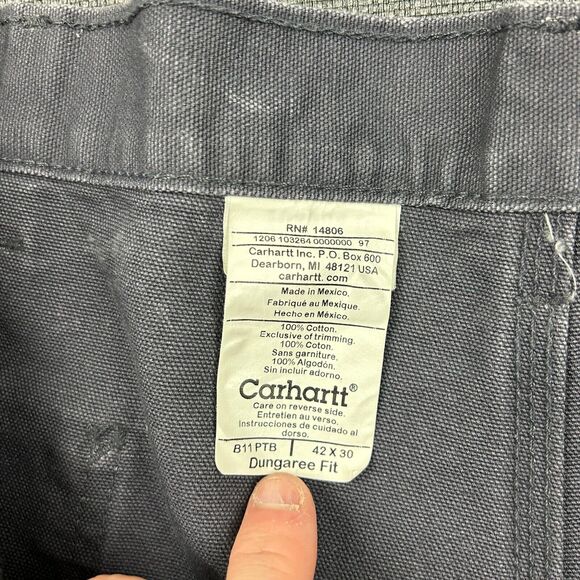 RN# 14806
1206 103264 0000000 97
Carhartt Inc. P.O. Box 600
Dearborn, MI 48121 USA
carhartt.com
Made in Mexico.
Fabriqué au Mexique.
Hecho en México.
100% Cotton.
Exclusive of trimming.
100% Coton.
Sans garniture.
100% Algodón.
Sin incluir adorno.
Carhartt®
Care on reverse side.
Entretien au verso.
Instrucciones de cuidado al
dorso.
B11 PTB | 42 X 30
Dungaree Fit